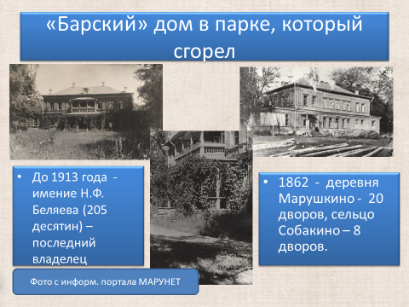 «Барский» дом в парке, который
сгорел
• До 1913 года -
имение Н.Ф.
Беляева (205
десятин) –
последний
владелец
• 1862 - деревня
Марушкино - 20
дворов, сельцо
Собакино – 8
дворов.
Фото с информ. портала МАРУНЕТ